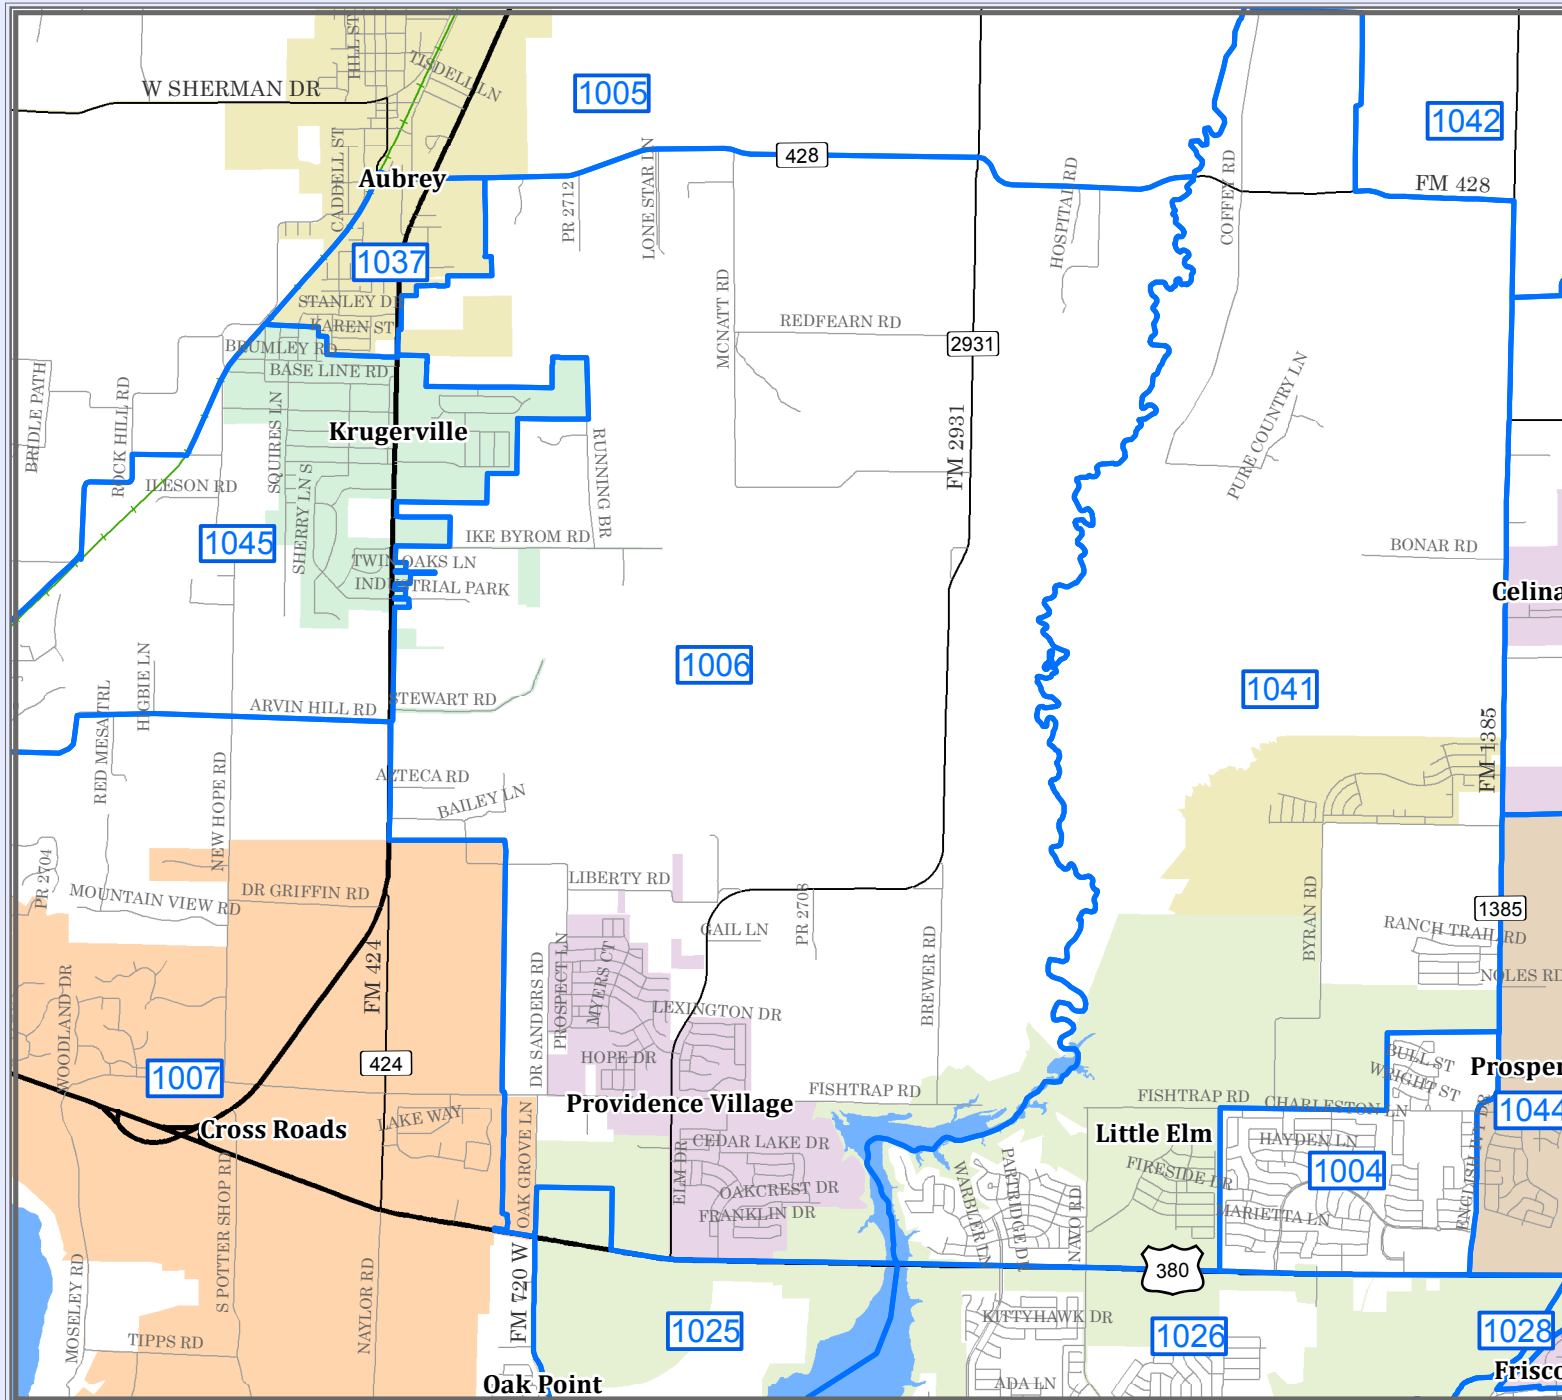 HILL ST
TISDELL LN
W SHERMAN DR
1005
1042
428
CADDELL ST
Aubrey
PR 2712
LONE STAR LN
HOSPITAL RD
COFFEY RD
FM 428
1037
STANLEY D
KAREN ST
MCNATT RD
REDFEARN RD
2931
BRUMLEY RD
BASE LINE RD
BRIDLE PATH
ROCK HILL RD
SQUIRES LN
Krugerville
RUNNING BR
FM 2931
PURE COUNTRY LN
ILESON RD
SHERRY LN S
1045
IKE BYROM RD
BONAR RD
TWIN OAKS LN
INDUSTRIAL PARK
Celina
1006
1041
HIGBIE LN
RED MESA TRL
ARVIN HILL RD
STEWART RD
FM 1385
NEW HOPE RD
AZTECA RD
BAILEY LN
PR 2704
MOUNTAIN VIEW RD
DR GRIFFIN RD
LIBERTY RD
PR 2708
GAIL LN
BYRAN RD
1385
RANCH TRAIL RD
NOLES RD
FM 424
DR SANDERS RD
PROSPECT LN
MYERS CT
LEXINGTON DR
BREWER RD
WOODLAND DR
1007
424
HOPE DR
BULL ST
WRIGHT ST
Prosper
FISHTRAP RD
FISHTRAP RD
CHARLESTON LN
1044
Providence Village
Cross Roads
LAKE WAY
OAK GROVE LN
Little Elm
ELM DR
CEDAR LAKE DR
HAYDEN LN
1004
FIRESIDE DR
ENGLISH IVY DR
OAKCREST DR
FRANKLIN DR
WARBLER LN
PARTRIDGE DR
NAVO RD
MARIETTA LN
S POTTER SHOP RD
MOSELEY RD
NAYLOR RD
FM 720 W
380
1025
KITTYHAWK DR
1026
1028
TIPPS RD
Oak Point
ADA LN
Frisco